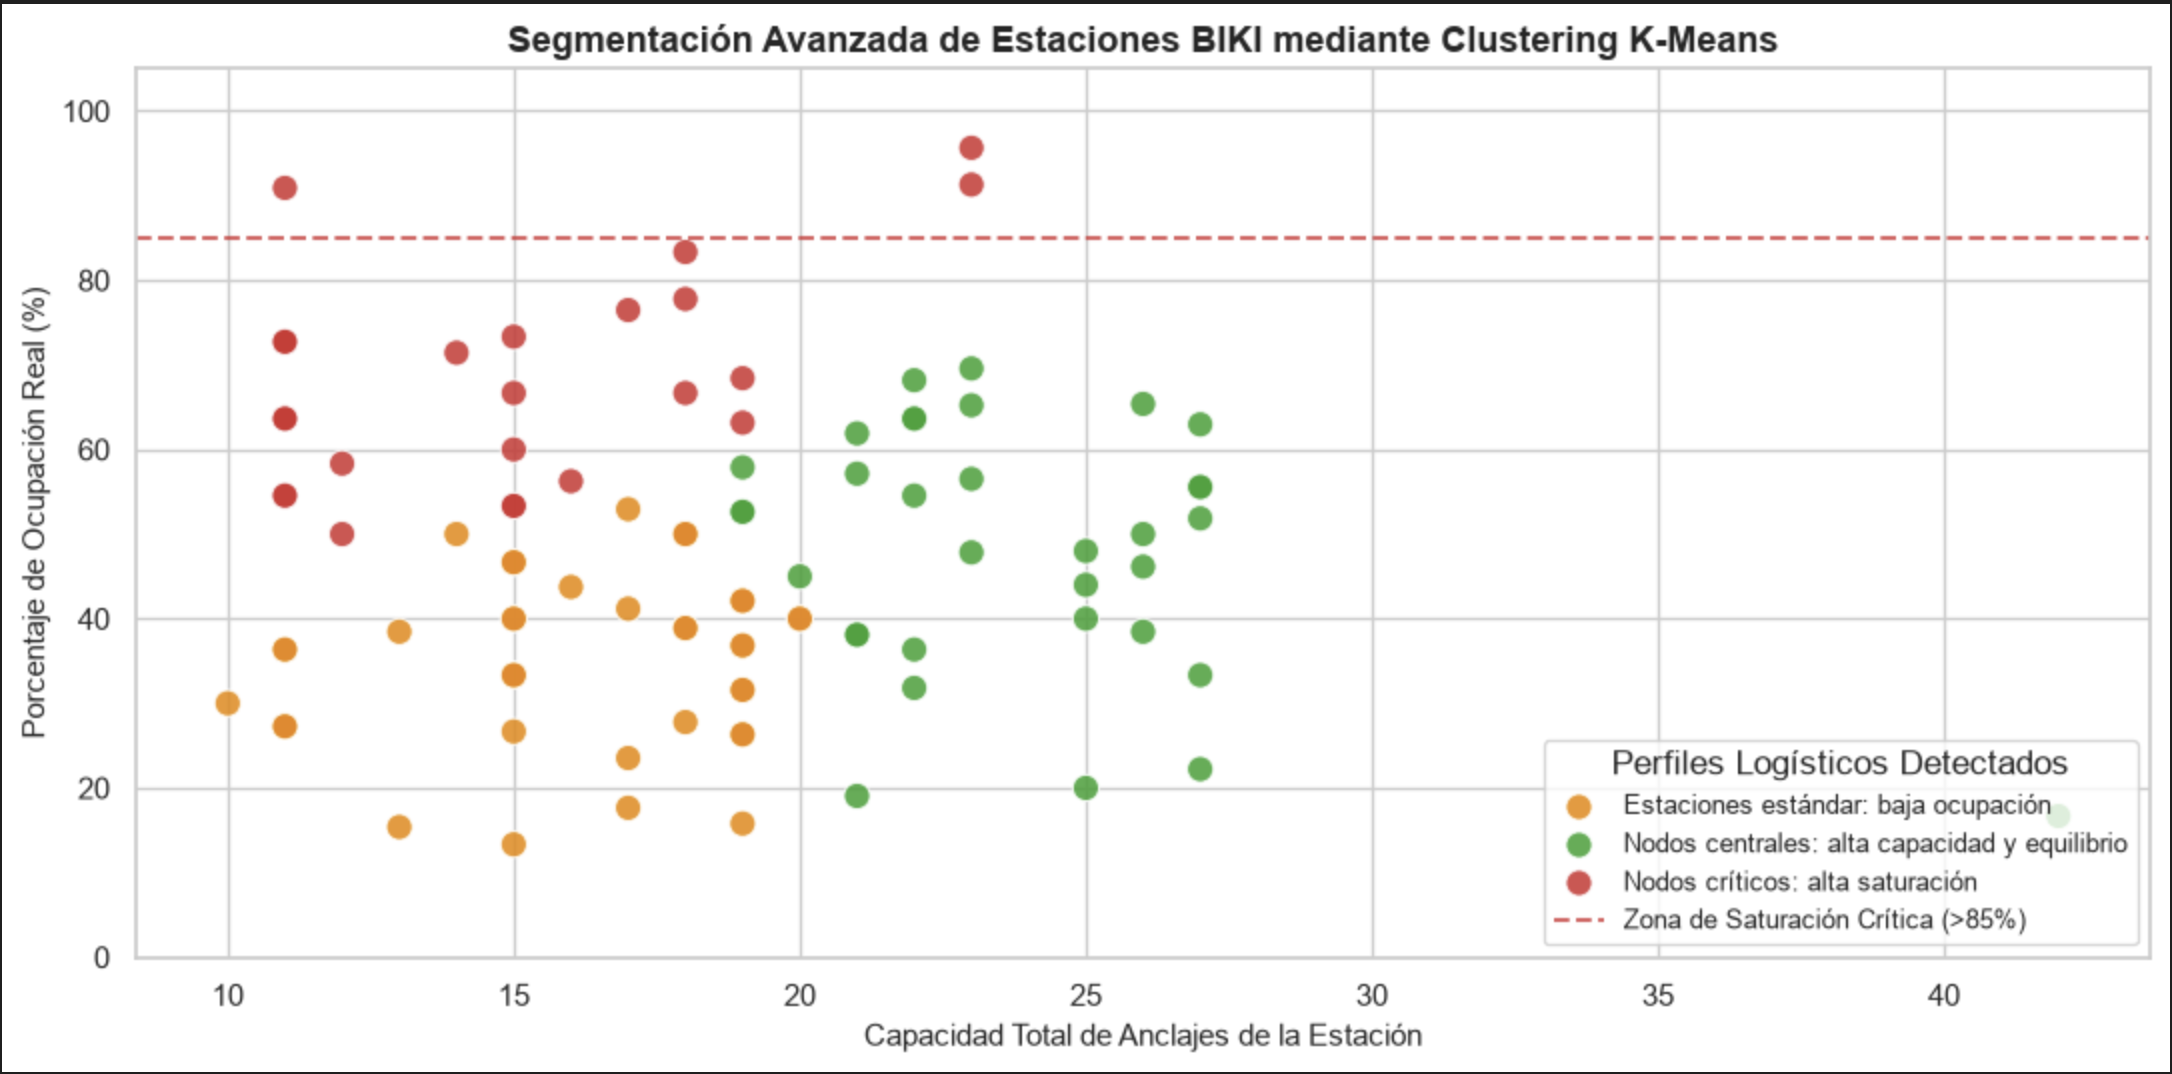 Segmentación Avanzada de Estaciones BIKI mediante Clustering K-Means
Porcentaje de Ocupación Real (%)
100
80
60
40
20
0
10 15 20 25 30 35 40
Capacidad Total de Anclajes de la Estación
Perfiles Logísticos Detectados
Estaciones estándar: baja ocupación
Nodos centrales: alta capacidad y equilibrio
Nodos críticos: alta saturación
Zona de Saturación Crítica (>85%)